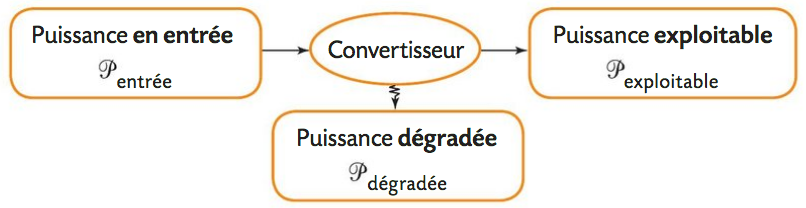 Puissance en entrée
𝒫entrée
Convertisseur
Puissance exploitable
𝒫exploitable
Puissance dégradée
𝒫dégradée